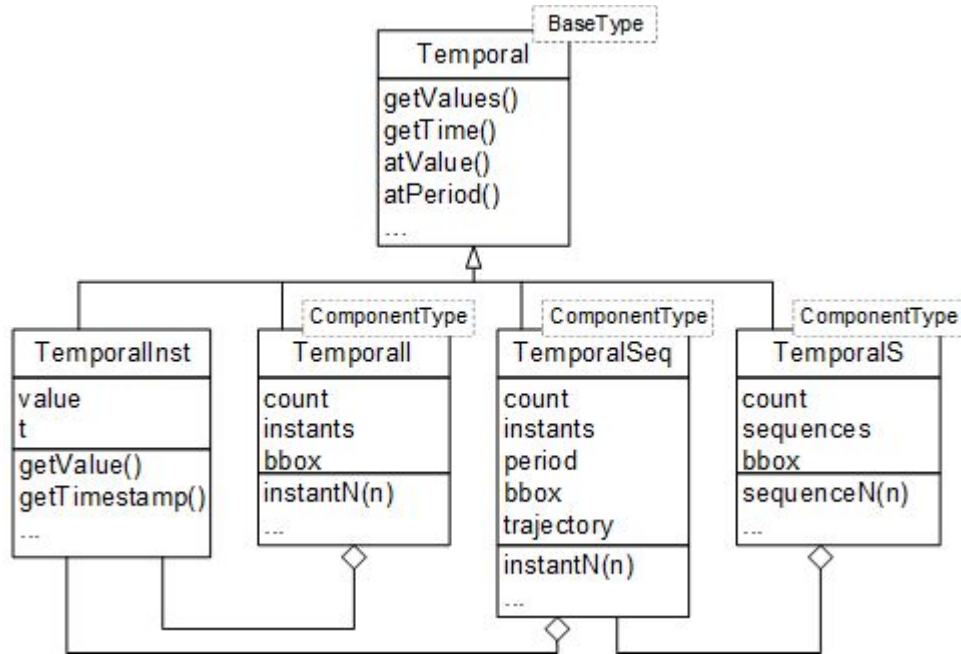 BaseType
Temporal
getValues()
getTime()
atValue()
atPeriod()
...
ComponentType
ComponentType
ComponentType
TemporalInst
TemporalI
TemporalSeq
TemporalS
value
t
getValue()
getTimestamp()
...
count
instants
bbox
instantN(n)
...
count
instants
period
bbox
trajectory
instantN(n)
...
count
sequences
bbox
sequenceN(n)
...